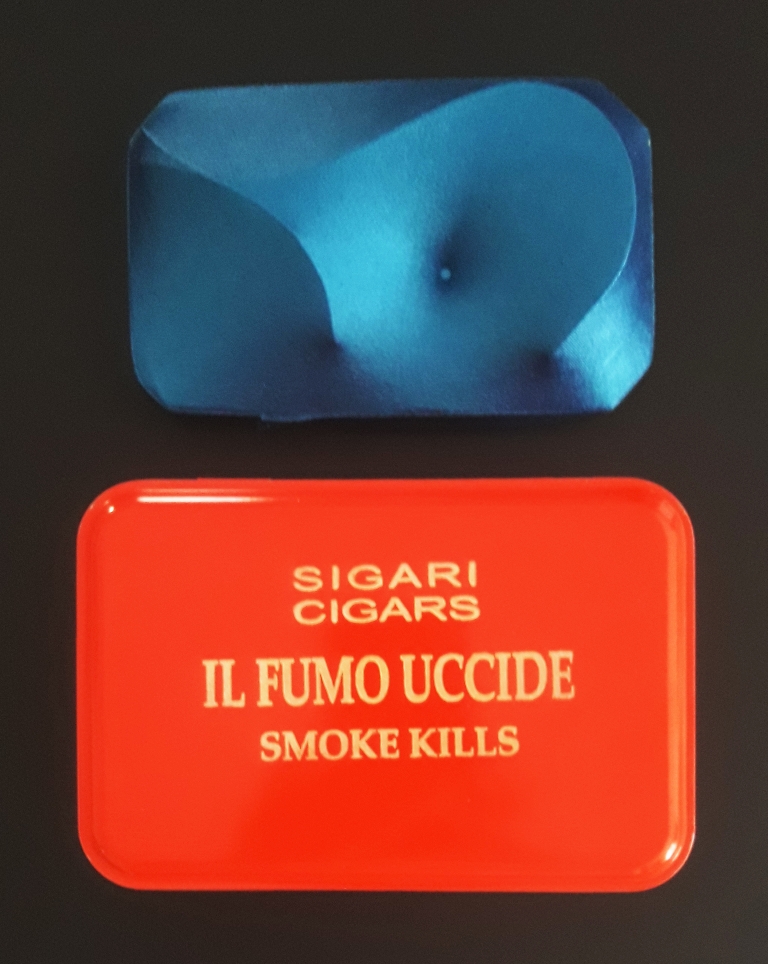 SIGARI
CIGARS
IL FUMO UCCIDE
SMOKE KILLS